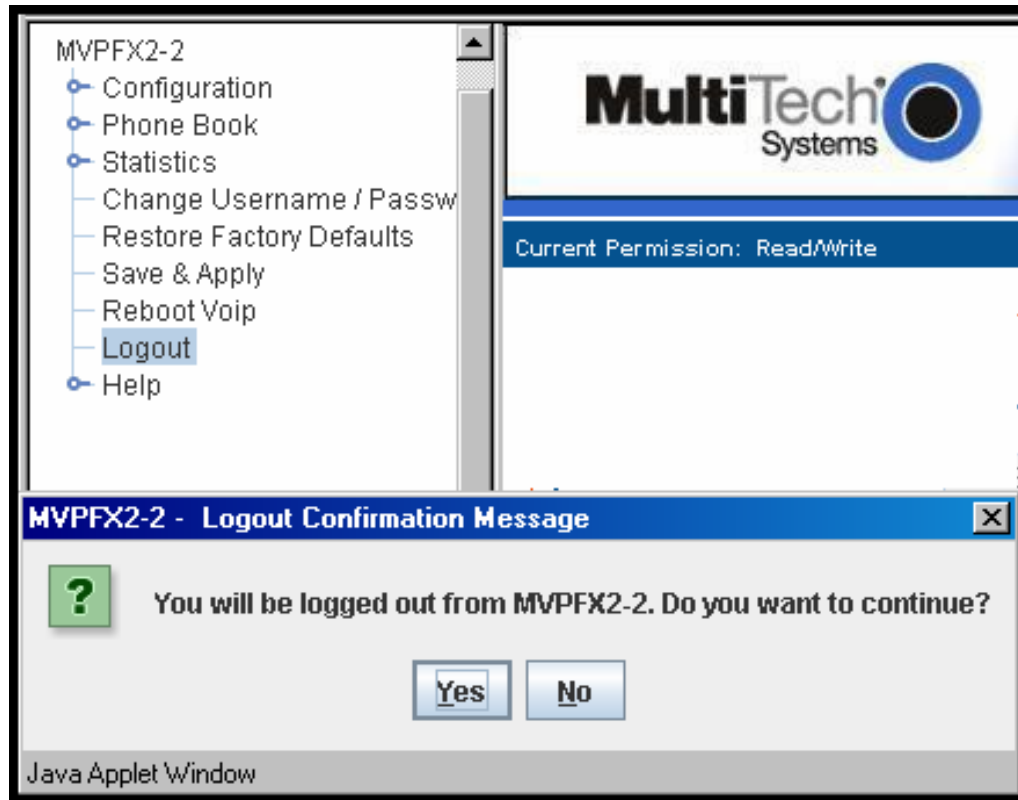 MVPFX2-2
Configuration
Phone Book
Statistics
Change Username / Passw
Restore Factory Defaults
Save & Apply
Reboot Voip
Logout
Help
MultiTech
Systems
Current Permission: Read/Write
MVPFX2-2 - Logout Confirmation Message
?
You will be logged out from MVPFX2-2. Do you want to continue?
Yes
No
Java Applet Window